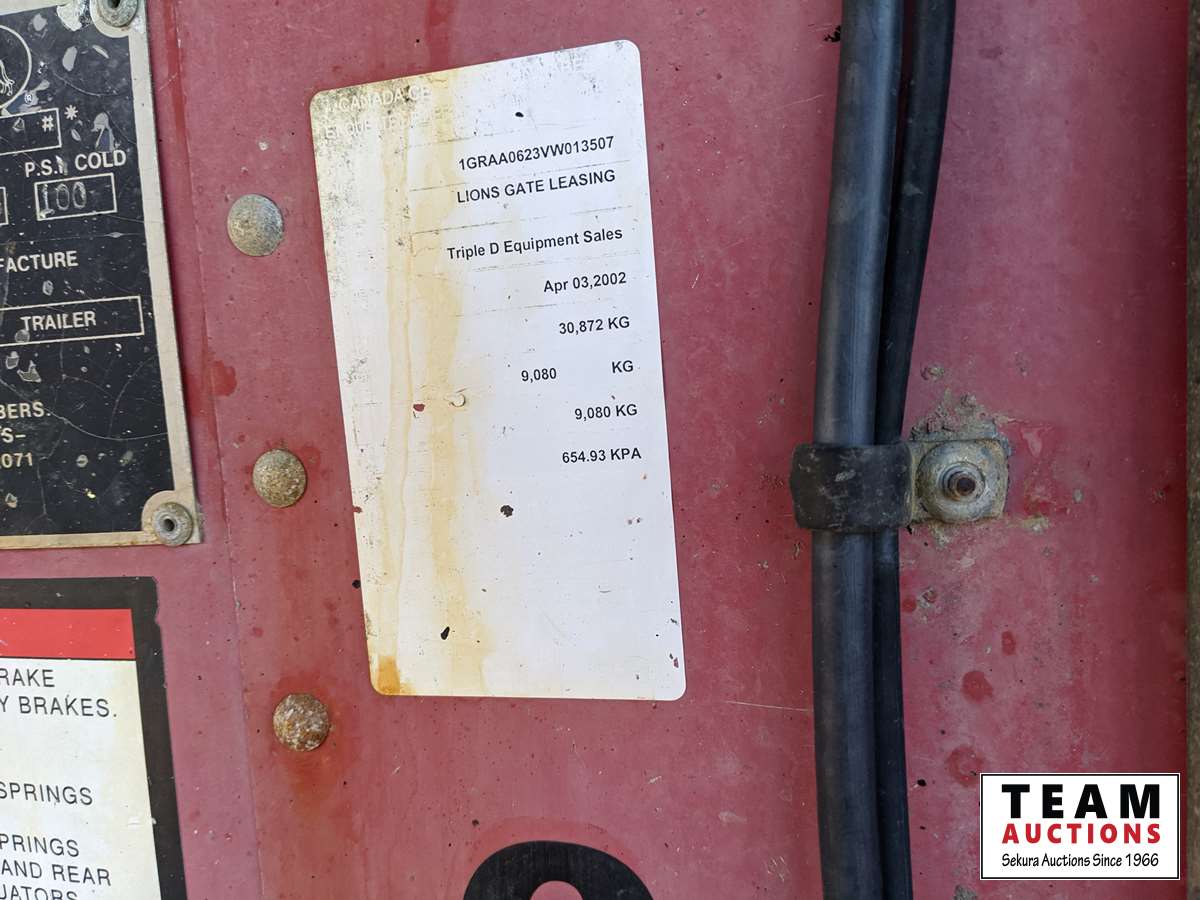 #
*
P.S.I COLD
100
FACTURE
TRAILER
BERS.
S-
071
RAKE
Y BRAKES.
SPRINGS
PRINGS
AND REAR
UATORS
CANADA
1GRAA0623VW013507
LIONS GATE LEASING
Triple D Equipment Sales
Apr 03,2002
30,872 KG
9,080 KG
9,080 KG
654.93 KPA
TEAM
AUCTIONS
Sekura Auctions Since 1966